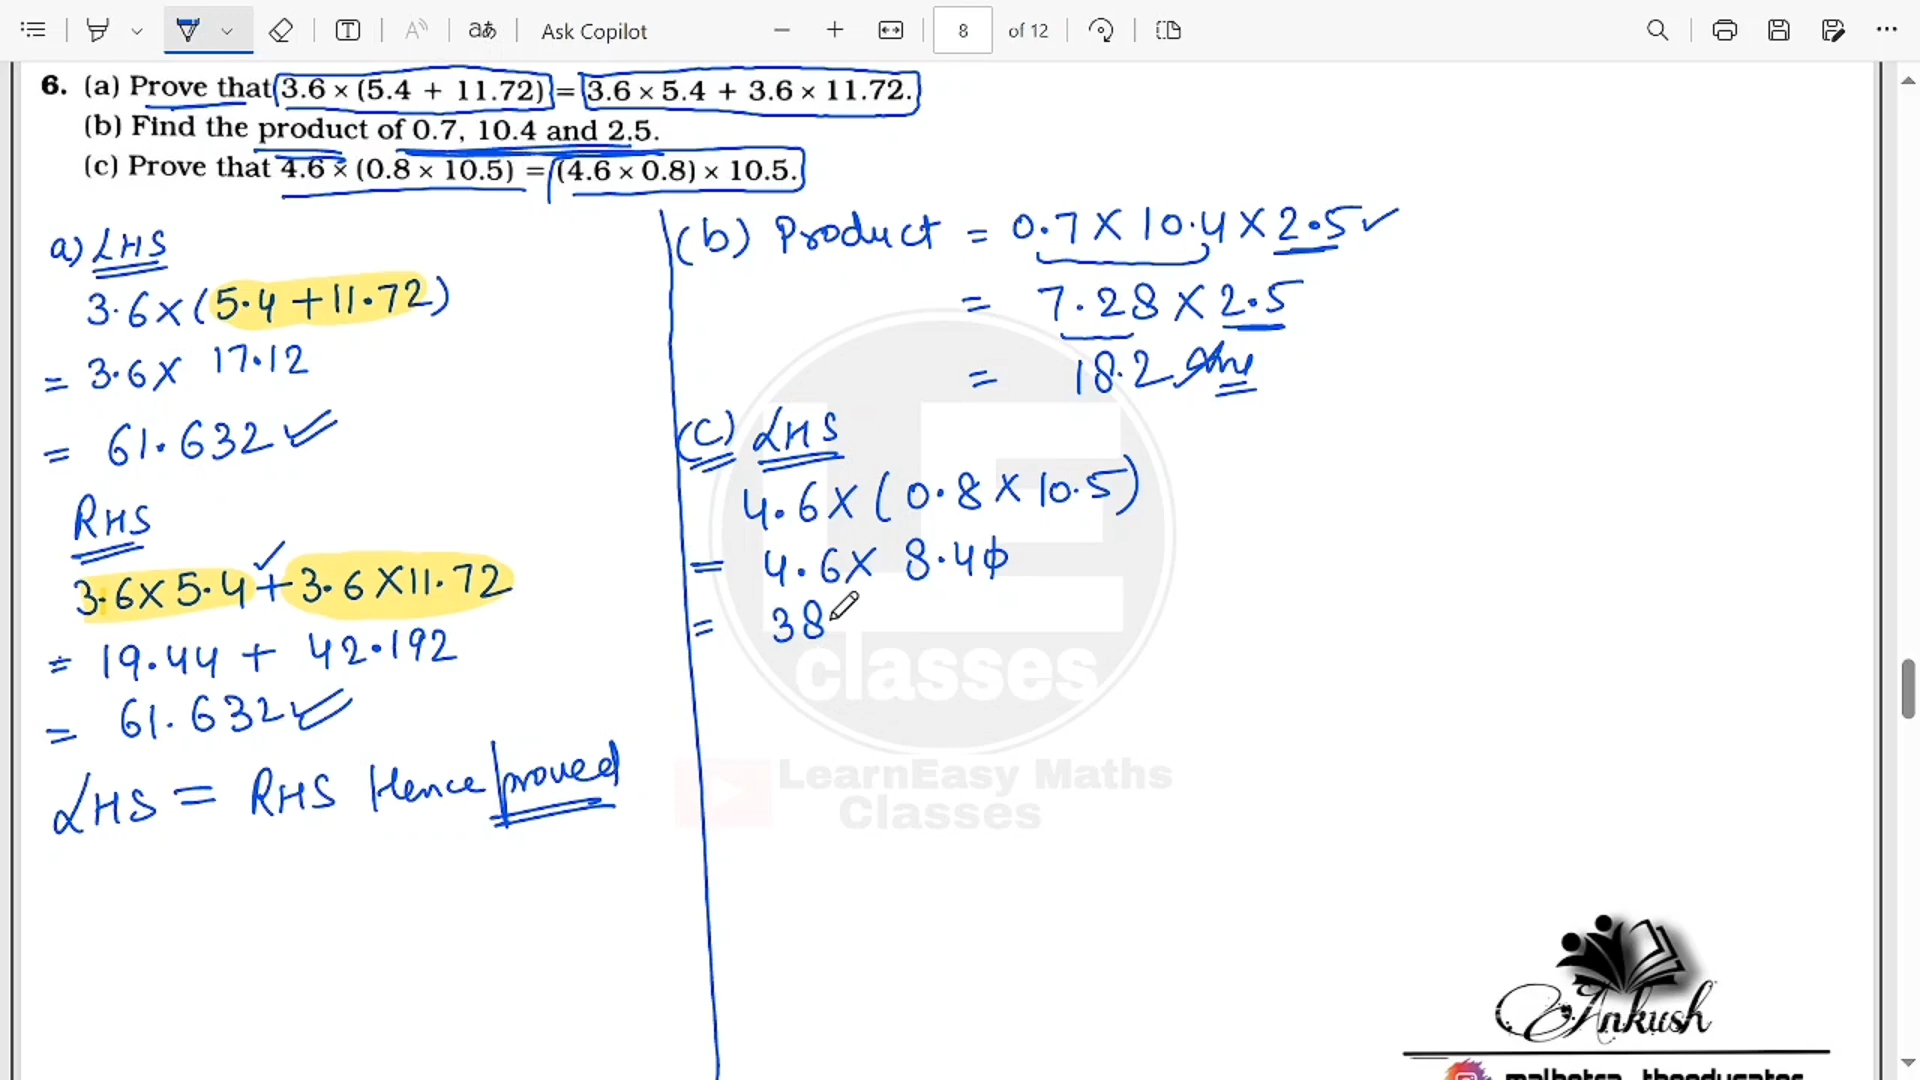 Ask Copilot
8 of 12
6. (a) Prove that 3.6 × (5.4 + 11.72) = 3.6 × 5.4 + 3.6 × 11.72.
(b) Find the product of 0.7, 10.4 and 2.5.
(c) Prove that 4.6 × (0.8 × 10.5) = (4.6 × 0.8) × 10.5.
a) LHS
3.6 × (5.4 + 11.72)
= 3.6 × 17.12
= 61.632
RHS
3.6 × 5.4 + 3.6 × 11.72
= 19.44 + 42.192
= 61.632
LHS = RHS Hence proved
(b) Product = 0.7 × 10.4 × 2.5
= 7.28 × 2.5
= 18.2 Ans
(C) LHS
4.6 × (0.8 × 10.5)
= 4.6 × 8.40
= 38
LE
classes
LearnEasy Maths
Classes
Ankush